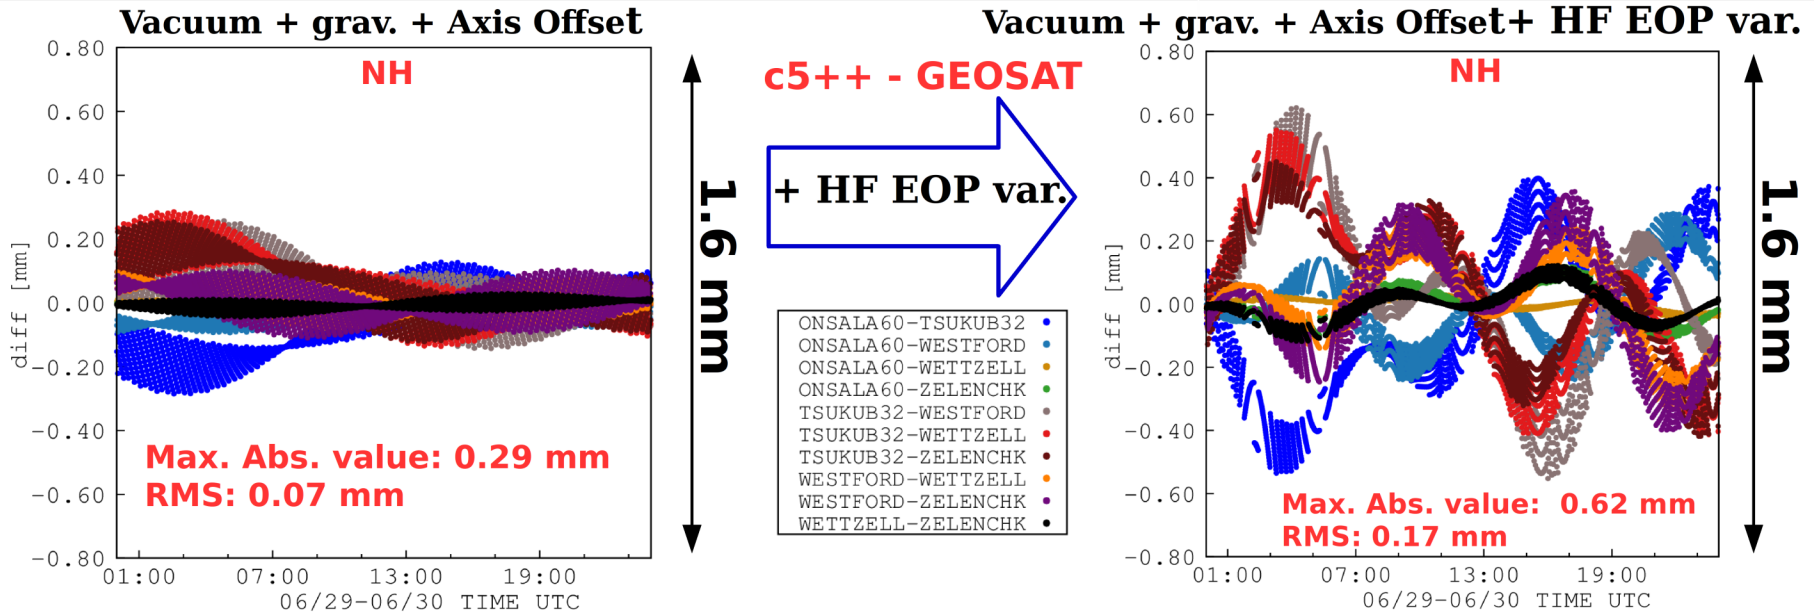 Vacuum + grav. + Axis Offset
0.80
0.60
0.40
0.20
0.00
−0.20
−0.40
−0.60
−0.80
diff [mm]
NH
Max. Abs. value: 0.29 mm
RMS: 0.07 mm
01:00 07:00 13:00 19:00
06/29−06/30 TIME UTC
1.6 mm
c5++ - GEOSAT
+ HF EOP var.
ONSALA60−TSUKUB32
ONSALA60−WESTFORD
ONSALA60−WETTZELL
ONSALA60−ZELENCHK
TSUKUB32−WESTFORD
TSUKUB32−WETTZELL
TSUKUB32−ZELENCHK
WESTFORD−WETTZELL
WESTFORD−ZELENCHK
WETTZELL−ZELENCHK
Vacuum + grav. + Axis Offset+ HF EOP var.
0.80
0.60
0.40
0.20
0.00
−0.20
−0.40
−0.60
−0.80
diff [mm]
NH
Max. Abs. value: 0.62 mm
RMS: 0.17 mm
01:00 07:00 13:00 19:00
06/29−06/30 TIME UTC
1.6 mm